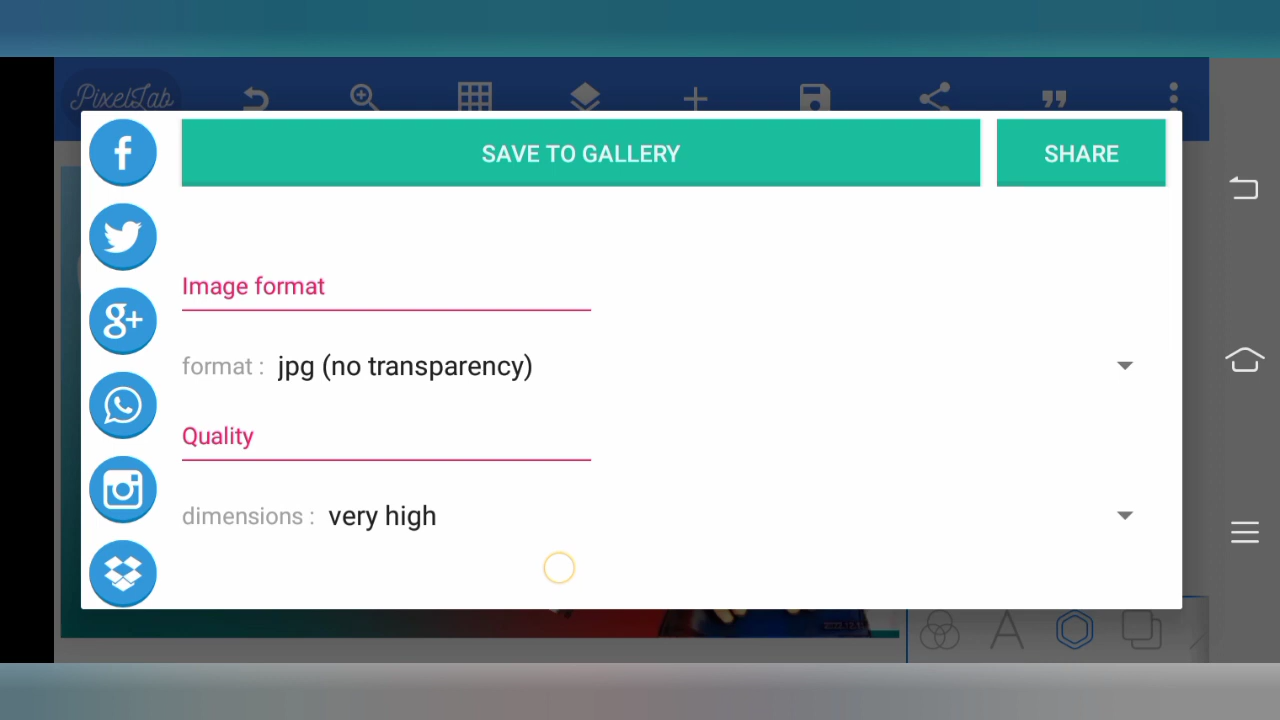 PixelLab
SAVE TO GALLERY
SHARE
Image format
format : jpg (no transparency)
Quality
dimensions : very high